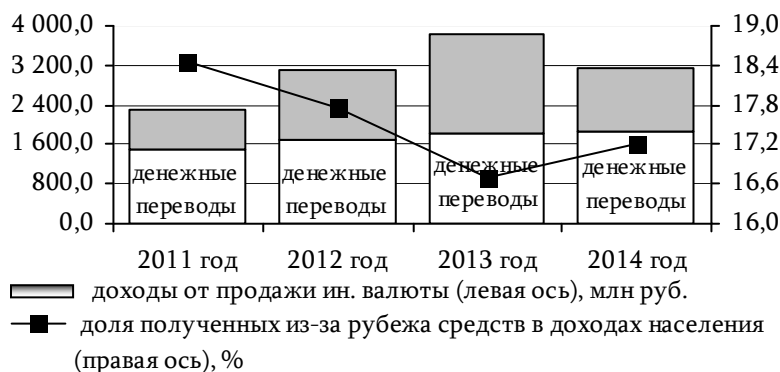 4 000,0
3 200,0
2 400,0
1 600,0
800,0
0,0
19,0
18,4
17,8
17,2
16,6
16,0
денежные
переводы
денежные
переводы
денежные
переводы
денежные
переводы
2011 год 2012 год 2013 год 2014 год
доходы от продажи ин. валюты (левая ось), млн руб.
доля полученных из-за рубежа средств в доходах населения
(правая ось), %